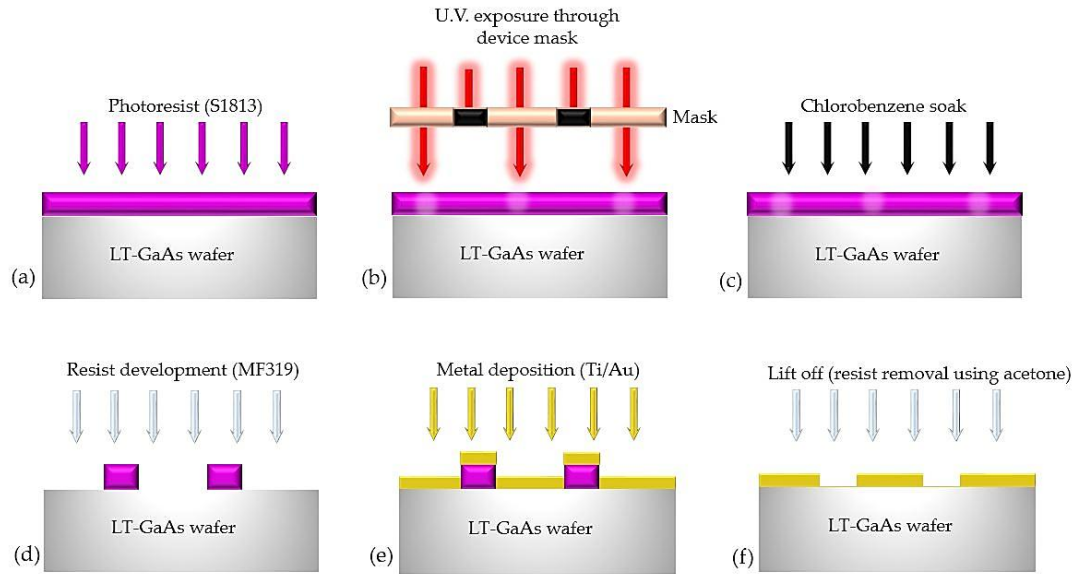 U.V. exposure through
device mask
Photoresist (S1813)
Mask
Chlorobenzene soak
LT-GaAs wafer
LT-GaAs wafer
LT-GaAs wafer
(a)
(b)
(c)
Resist development (MF319)
Metal deposition (Ti/Au)
Lift off (resist removal using acetone)
LT-GaAs wafer
LT-GaAs wafer
LT-GaAs wafer
(d)
(e)
(f)